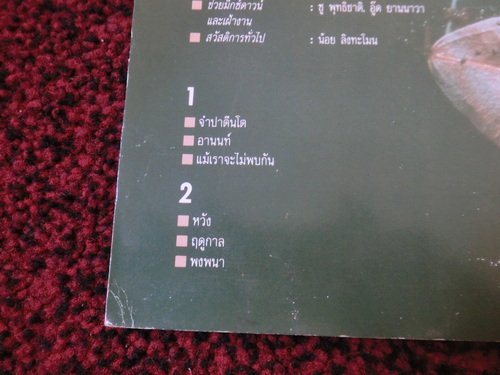 ช่วยมิกซ์ดาวน์ : ชู พุทธิชาติ. อู๊ด ยานนาวา
และเฝ้างาน
สวัสดิการทั่วไป : น้อย ลิงทะโมน
1
จำปาตีนโต
อานนท์
แม้เราจะไม่พบกัน
2
หวัง
ฤดูกาล
พงพนา